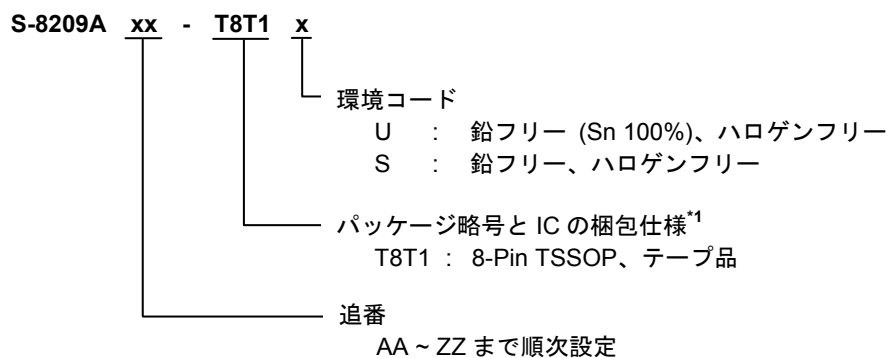 S-8209A xx - T8T1 x
環境コード
U : 鉛フリー (Sn 100%)、ハロゲンフリー
S : 鉛フリー、ハロゲンフリー
パッケージ略号と IC の梱包仕様*1
T8T1 : 8-Pin TSSOP、テープ品
追番
AA ~ ZZ まで順次設定